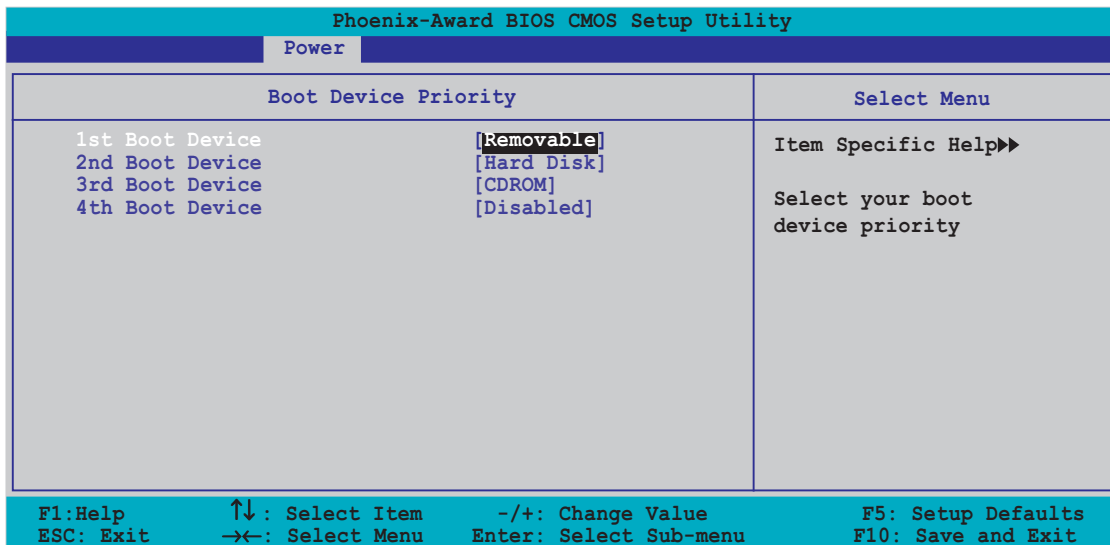 Phoenix-Award BIOS CMOS Setup Utility
Power
Boot Device Priority
Select Menu
1st Boot Device [Removable]
2nd Boot Device [Hard Disk]
3rd Boot Device [CDROM]
4th Boot Device [Disabled]
Item Specific Help▶▶
Select your boot
device priority
F1:Help ↑↓: Select Item -/+: Change Value F5: Setup Defaults
ESC: Exit →←: Select Menu Enter: Select Sub-menu F10: Save and Exit